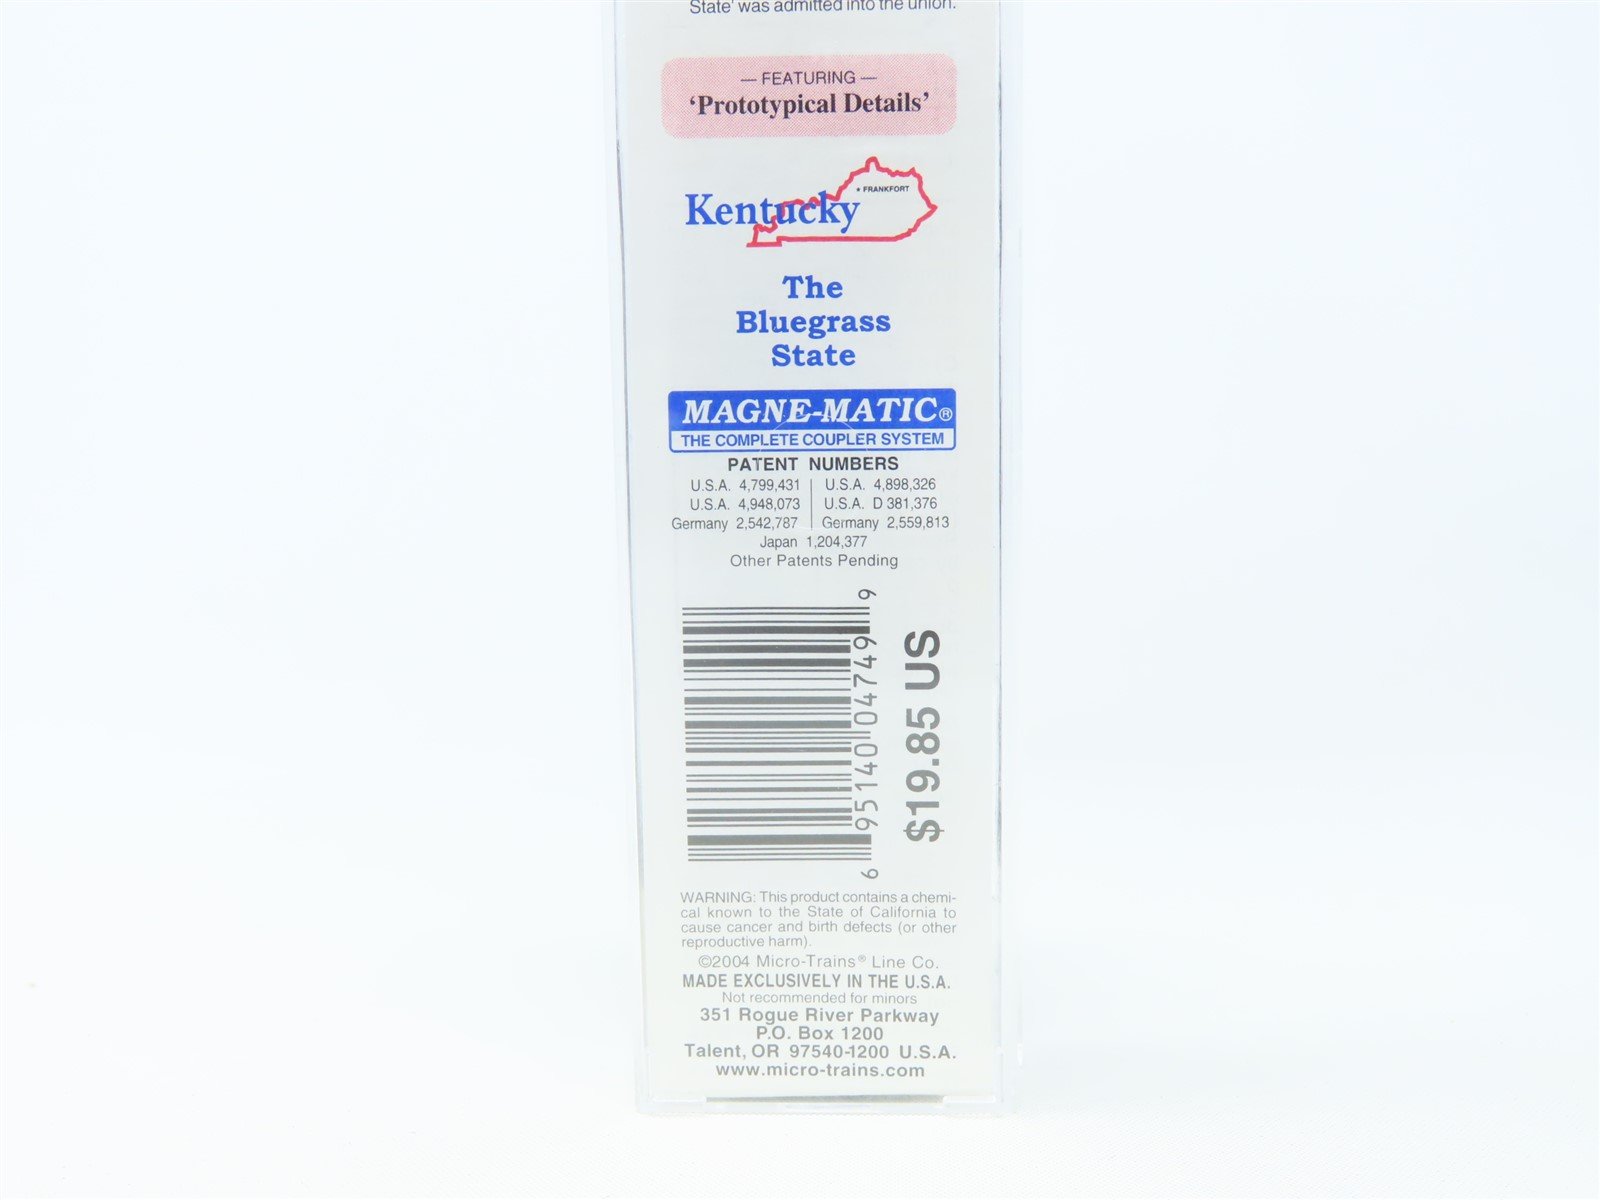 State' was admitted into the union.
— FEATURING —
‘Prototypical Details’
★ FRANKFORT
Kentucky
The
Bluegrass
State
MAGNE-MATIC®
THE COMPLETE COUPLER SYSTEM
PATENT NUMBERS
U.S.A. 4,799,431 | U.S.A. 4,898,326
U.S.A. 4,948,073 | U.S.A. D 381,376
Germany 2,542,787 | Germany 2,559,813
Japan 1,204,377
Other Patents Pending
6 95140 04749 9
$19.85 US
WARNING: This product contains a chemi-
cal known to the State of California to
cause cancer and birth defects (or other
reproductive harm).
©2004 Micro-Trains® Line Co.
MADE EXCLUSIVELY IN THE U.S.A.
Not recommended for minors
351 Rogue River Parkway
P.O. Box 1200
Talent, OR 97540-1200 U.S.A.
www.micro-trains.com